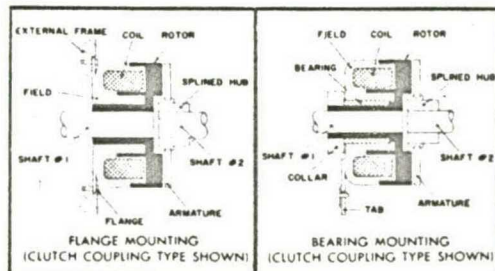 EXTERNAL FRAME
COIL
ROTOR
FIELD
SPLINED HUB
SHAFT #1
SHAFT #2
FLANGE
ARMATURE
FLANGE MOUNTING
(CLUTCH COUPLING TYPE SHOWN)
FIELD
COIL
ROTOR
BEARING
SPLINED HUB
SHAFT #1
SHAFT #2
COLLAR
ARMATURE
TAB
BEARING MOUNTING
(CLUTCH COUPLING TYPE SHOWN)